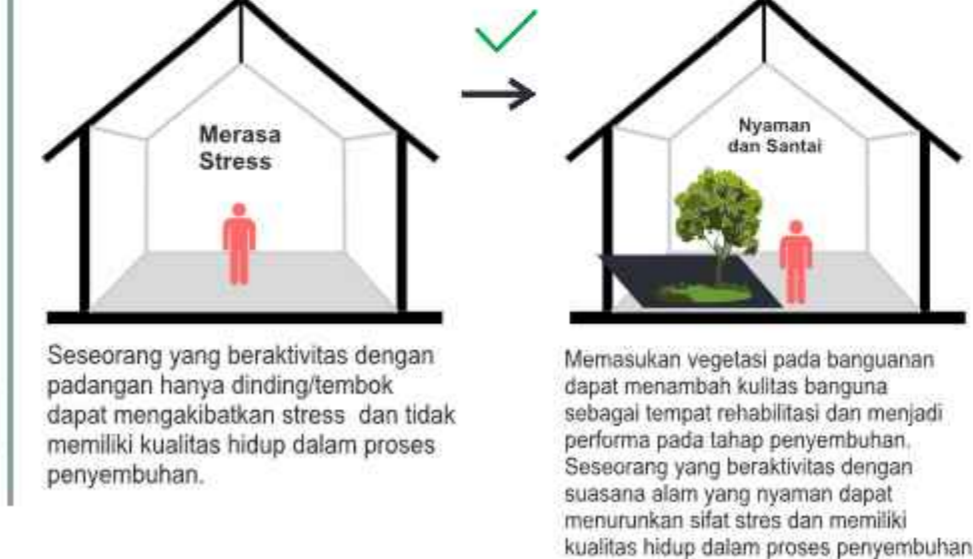 Merasa
Stress
Seseorang yang beraktivitas dengan
padangan hanya dinding/tembok
dapat mengakibatkan stress dan tidak
memiliki kualitas hidup dalam proses
penyembuhan.
Nyaman
dan Santai
Memasukan vegetasi pada banguanan
dapat menambah kulitas banguna
sebagai tempat rehabilitasi dan menjadi
performa pada tahap penyembuhan.
Seseorang yang beraktivitas dengan
suasana alam yang nyaman dapat
menurunkan sifat stres dan memiliki
kualitas hidup dalam proses penyembuhan